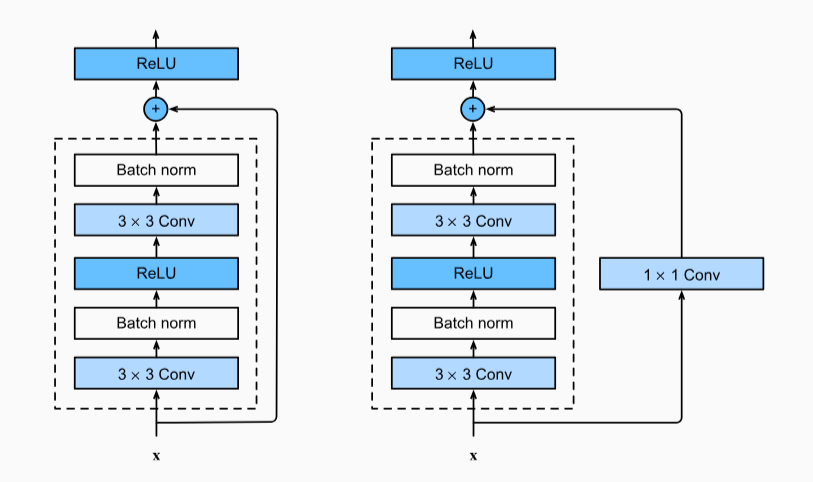 ReLU
+
Batch norm
3 × 3 Conv
ReLU
Batch norm
3 × 3 Conv
x
ReLU
+
Batch norm
3 × 3 Conv
ReLU
Batch norm
3 × 3 Conv
x
1 × 1 Conv